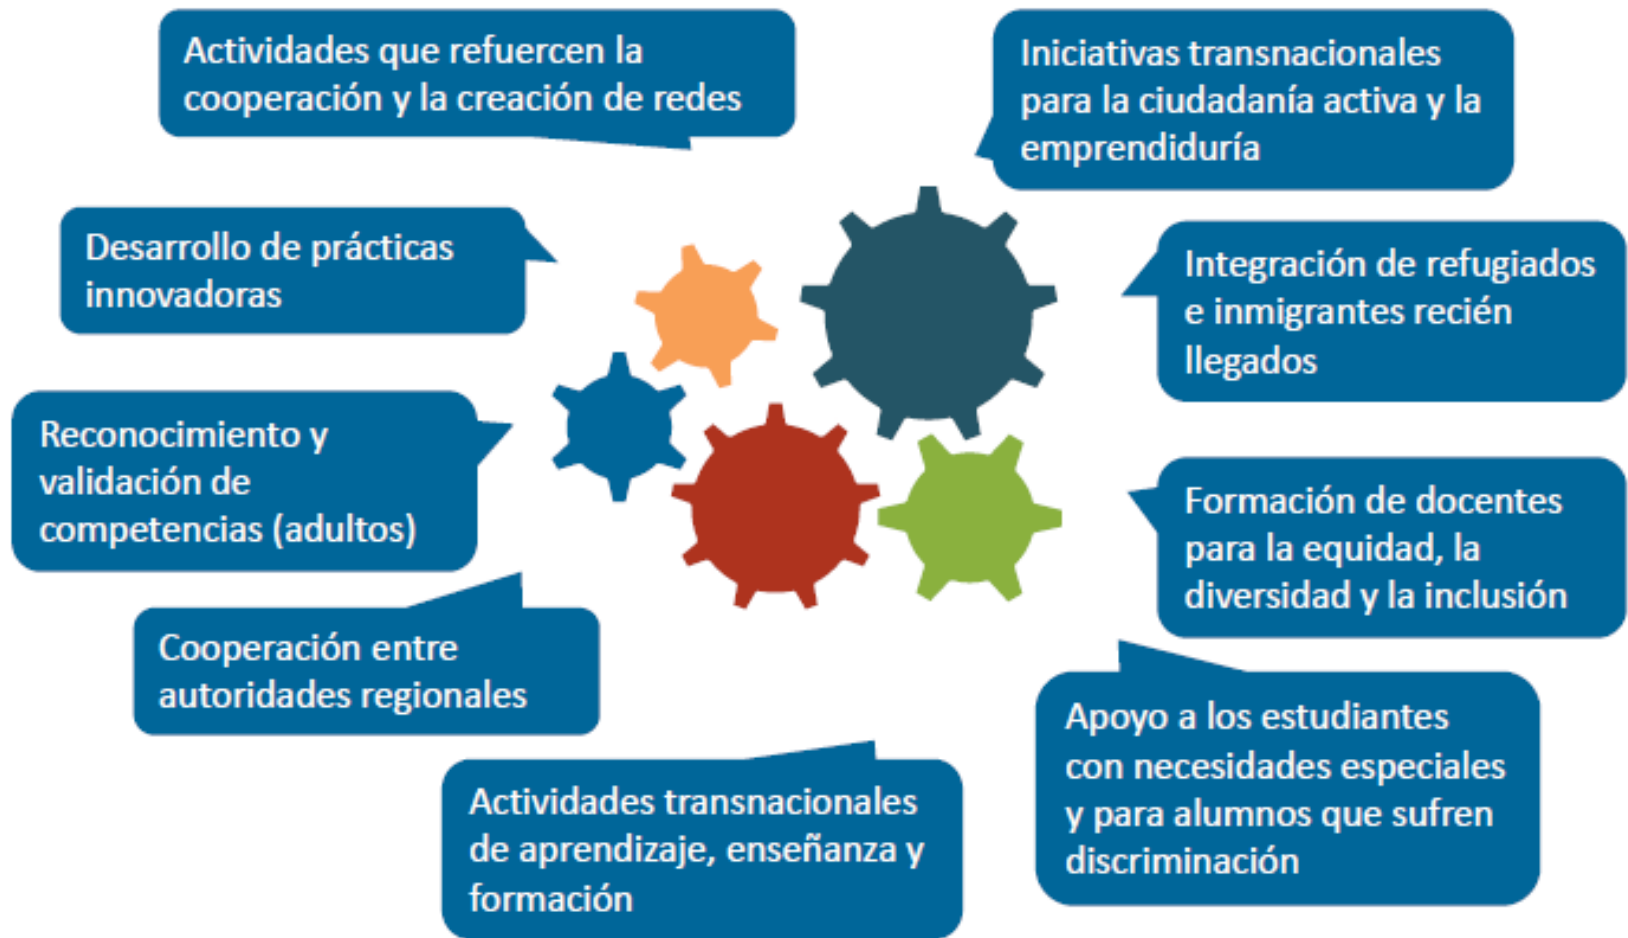 Actividades que refuercen la
cooperación y la creación de redes
Iniciativas transnacionales
para la ciudadanía activa y la
emprendiduría
Desarrollo de prácticas
innovadoras
Integración de refugiados
e inmigrantes recién
llegados
Reconocimiento y
validación de
competencias (adultos)
Formación de docentes
para la equidad, la
diversidad y la inclusión
Cooperación entre
autoridades regionales
Apoyo a los estudiantes
con necesidades especiales
y para alumnos que sufren
discriminación
Actividades transnacionales
de aprendizaje, enseñanza y
formación